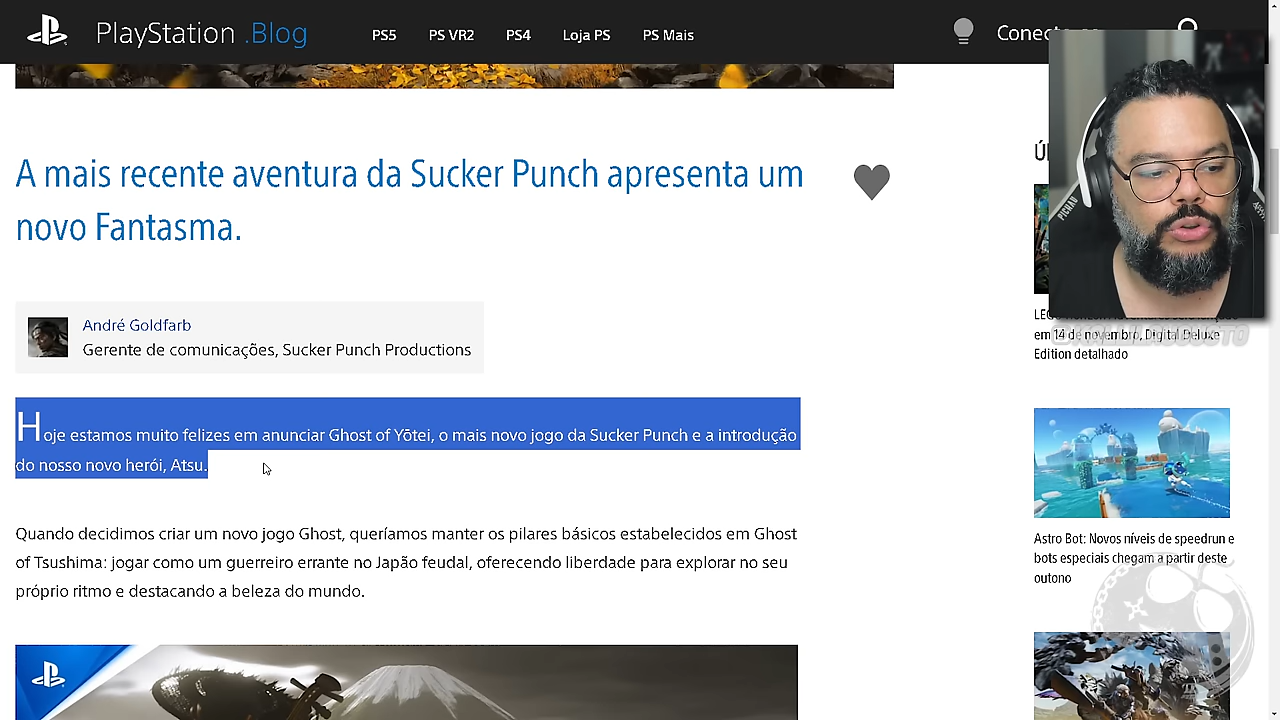 PlayStation .Blog
PS5
PS VR2
PS4
Loja PS
PS Mais
A mais recente aventura da Sucker Punch apresenta um
novo Fantasma.
André Goldfarb
Gerente de comunicações, Sucker Punch Productions
Hoje estamos muito felizes em anunciar Ghost of Yōtei, o mais novo jogo da Sucker Punch e a introdução
do nosso novo herói, Atsu.
Quando decidimos criar um novo jogo Ghost, queríamos manter os pilares básicos estabelecidos em Ghost
of Tsushima: jogar como um guerreiro errante no Japão feudal, oferecendo liberdade para explorar no seu
próprio ritmo e destacando a beleza do mundo.
PICHAU
em 14 de novembro, Digital Deluxe
Edition detalhado
Astro Bot: Novos níveis de speedrun e
bots especiais chegam a partir deste
outono